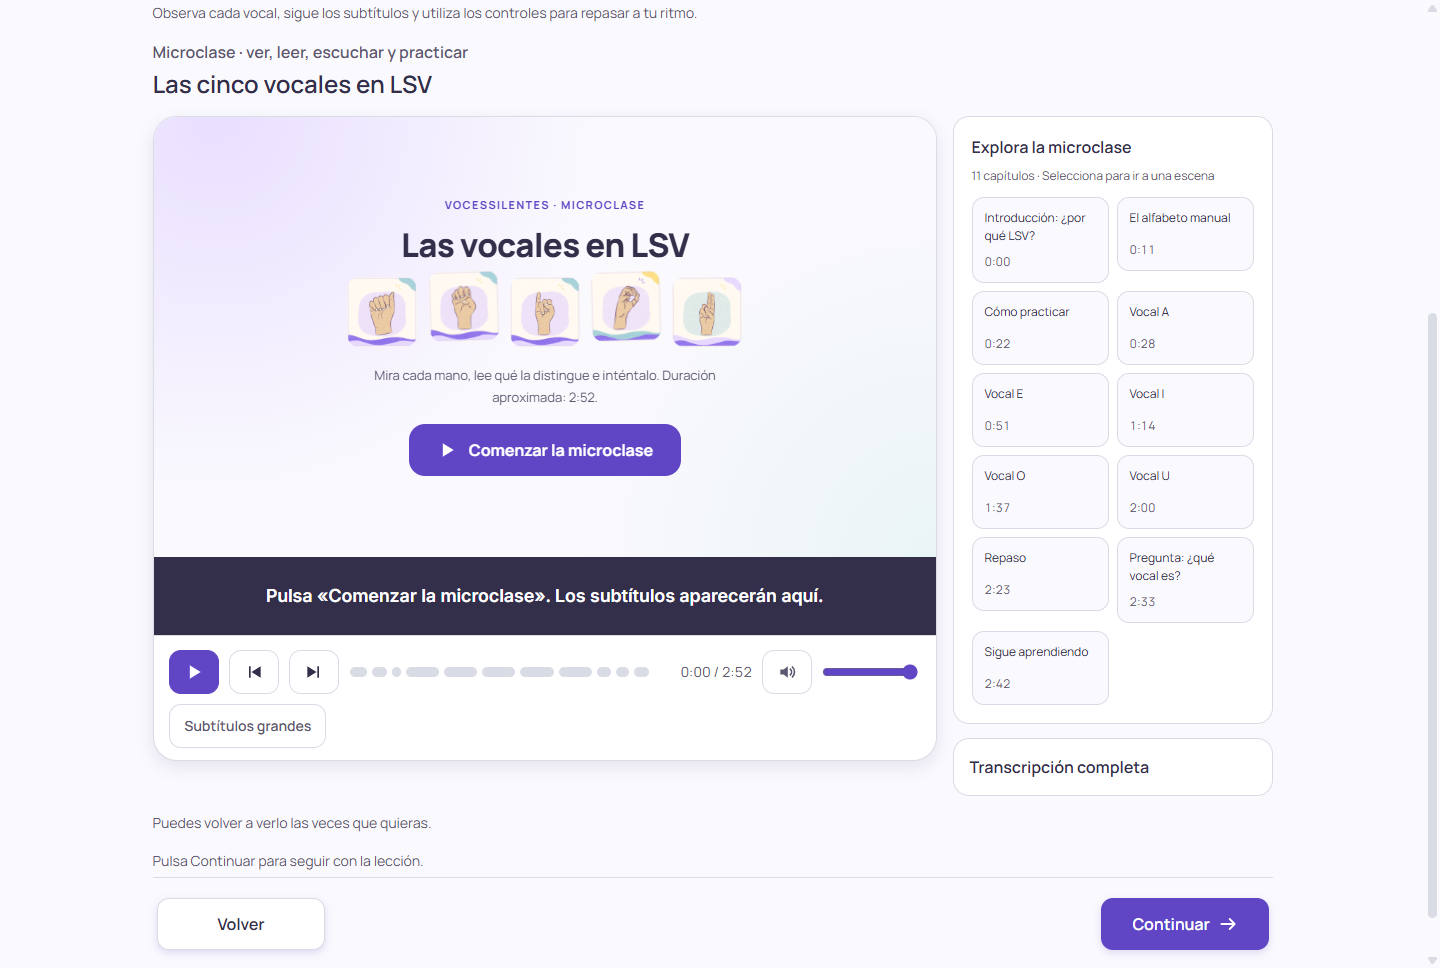 Observa cada vocal, sigue los subtítulos y utiliza los controles para repasar a tu ritmo.
Microclase · ver, leer, escuchar y practicar
Las cinco vocales en LSV
VOCESSILENTES · MICROCLASE
Las vocales en LSV
Mira cada mano, lee qué la distingue e inténtalo. Duración
aproximada: 2:52.
Comenzar la microclase
Pulsa «Comenzar la microclase». Los subtítulos aparecerán aquí.
0:00 / 2:52
Subtítulos grandes
Explora la microclase
11 capítulos · Selecciona para ir a una escena
Introducción: ¿por
qué LSV?
0:00
El alfabeto manual
0:11
Cómo practicar
0:22
Vocal A
0:28
Vocal E
0:51
Vocal I
1:14
Vocal O
1:37
Vocal U
2:00
Repaso
2:23
Pregunta: ¿qué
vocal es?
2:33
Sigue aprendiendo
2:42
Transcripción completa
Puedes volver a verlo las veces que quieras.
Pulsa Continuar para seguir con la lección.
Volver
Continuar